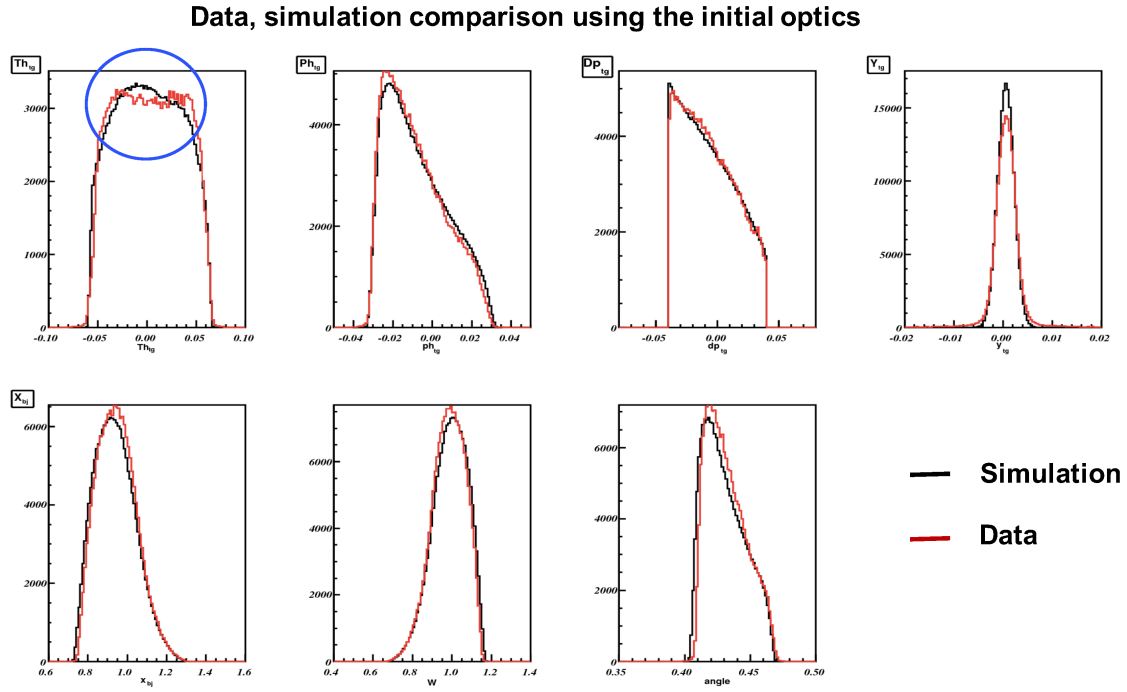 Data, simulation comparison using the initial optics
Th_tg
3000
2000
1000
0
-0.10 -0.05 0.00 0.05 0.10
Th_tg
Ph_tg
4000
2000
0
-0.04 -0.02 0.00 0.02 0.04
ph_tg
Dp_tg
4000
2000
0
-0.05 0.00 0.05
dp_tg
Y_tg
15000
10000
5000
0
-0.02 -0.01 0.00 0.01 0.02
y_tg
X_bj
6000
4000
2000
0
0.6 0.8 1.0 1.2 1.4 1.6
x_bj
6000
4000
2000
0
0.4 0.6 0.8 1.0 1.2 1.4
W
6000
4000
2000
0
0.35 0.40 0.45 0.50
angle
Simulation
Data